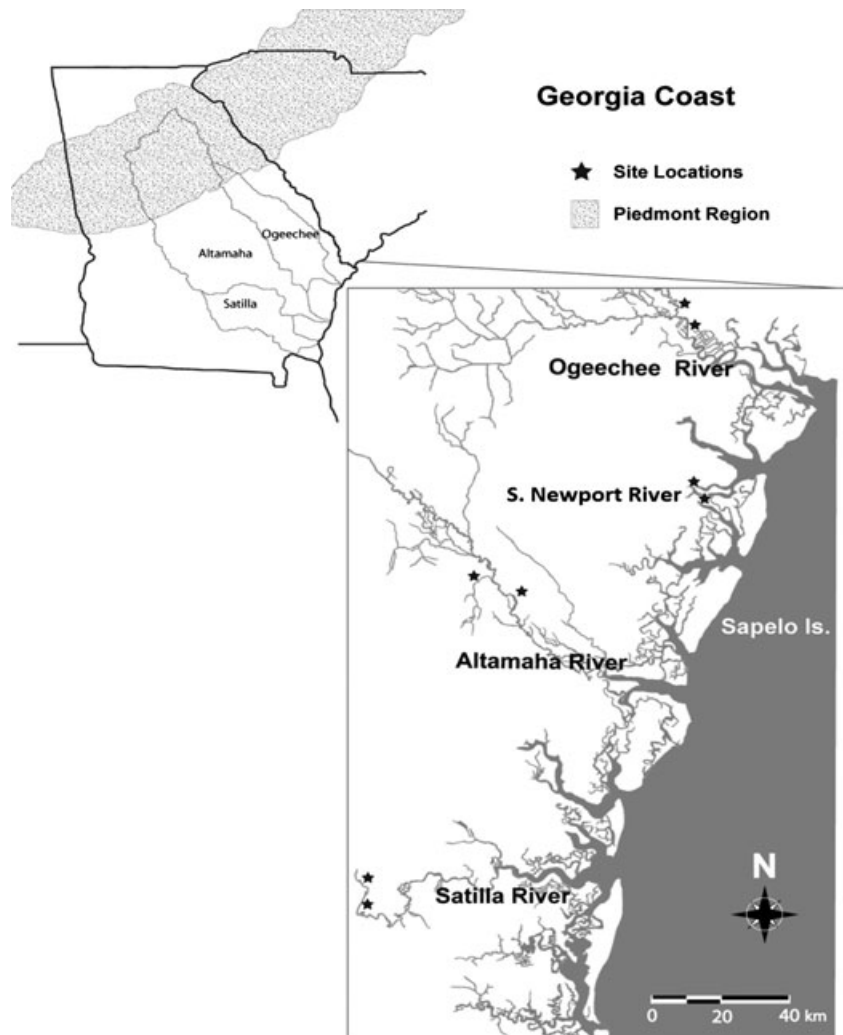 Georgia Coast
Site Locations
Piedmont Region
Ogeechee
Altamaha
Satilla
Ogeechee River
S. Newport River
Sapelo Is.
Altamaha River
Satilla River
N
0 20 40 km